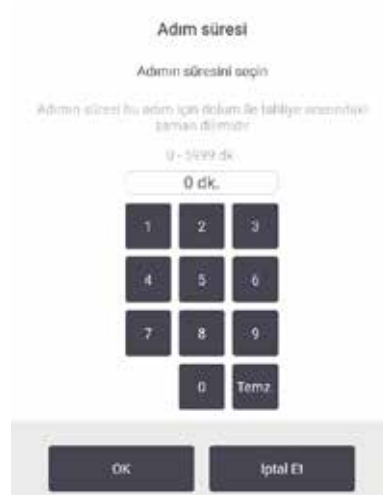 Adım süresi
Adımın süresini seçin
Adımın süresi bu adım için dolum ile tahliye arasındaki
zaman dilimidir
0 - 5999 dk
0 dk.
1 2 3
4 5 6
7 8 9
0 Temz.
OK Iptal Et